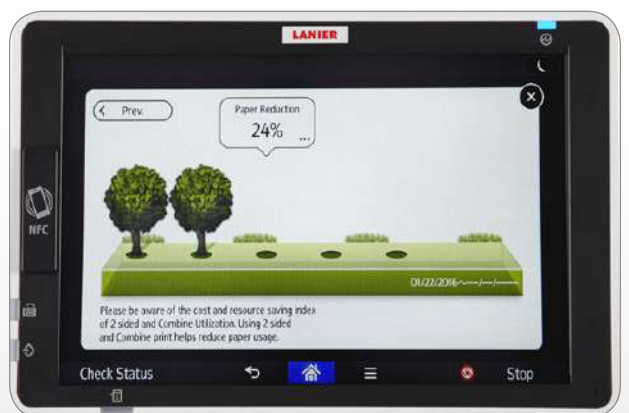 LANIER
Prev.
Paper Reduction
24%
...
NFC
01/22/2016~--/--/----
Please be aware of the cost and resource saving index
of 2 sided and Combine Utilization. Using 2 sided
and Combine print helps reduce paper usage.
Check Status
Stop